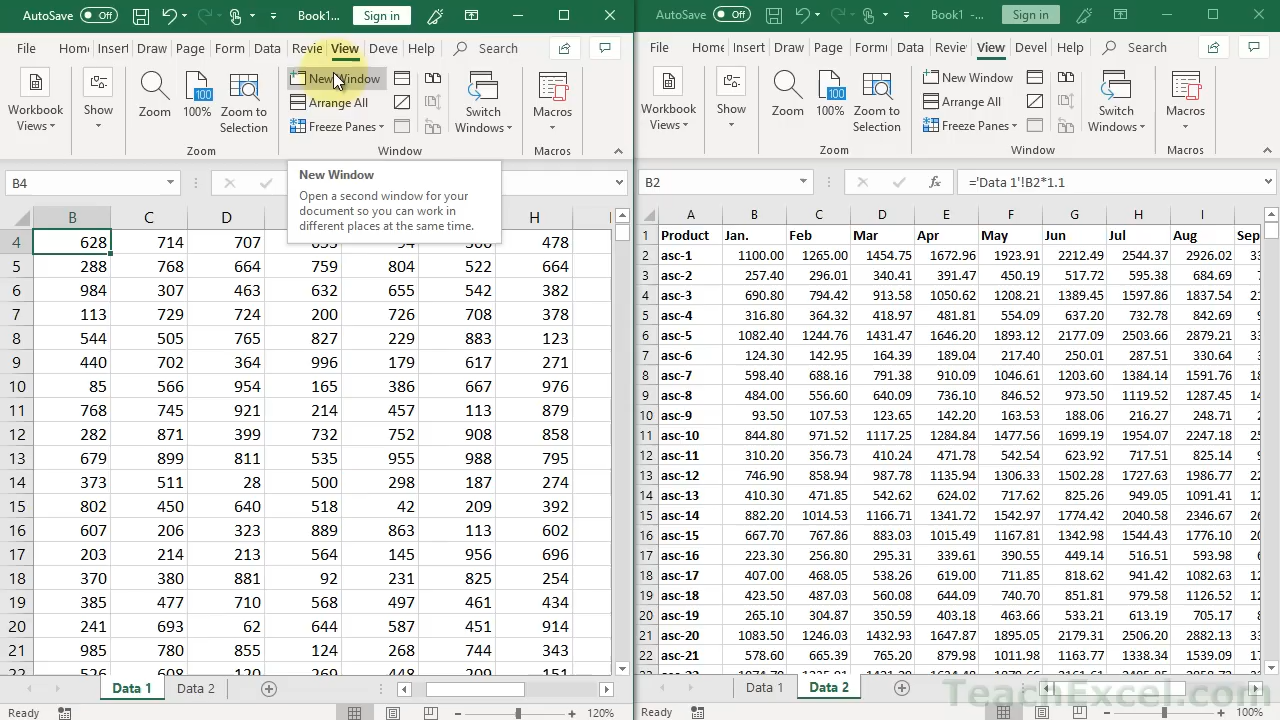 AutoSave Off Book1... Sign in
File Hom Insert Draw Page Form Data Revie View Deve Help Search
New Window
Arrange All
Freeze Panes
Workbook Views
Show
Zoom
100
100%
Zoom to Selection
Switch Windows
Macros
Zoom Window Macros
B4
New Window
Open a second window for your
document so you can work in
different places at the same time.
B C D H
4 628 714 707 478
5 288 768 664 759 804 522 664
6 984 307 463 632 655 542 382
7 113 729 724 200 726 708 378
8 544 505 765 827 229 883 123
9 440 702 364 996 179 617 271
10 85 566 954 165 386 667 976
11 768 745 921 214 457 113 879
12 282 871 399 732 752 908 858
13 679 899 811 535 955 988 795
14 373 511 28 500 298 187 274
15 802 450 640 518 42 209 392
16 607 206 323 889 863 113 602
17 203 214 213 564 145 956 696
18 370 380 881 92 231 825 254
19 385 477 710 568 497 461 434
20 241 693 62 644 587 451 914
21 985 780 855 124 268 744 343
22 526 608 120 269 448 209 151
Data 1 Data 2
Ready 120%
AutoSave Off Book1 -... Sign in
File Home Insert Draw Page Form Data Revie View Devel Help Search
New Window
Arrange All
Freeze Panes
Workbook Views
Show
Zoom
100
100%
Zoom to Selection
Switch Windows
Macros
Zoom Window Macros
B2 fx ='Data 1'!B2*1.1
A B C D E F G H I
1 Product Jan. Feb Mar Apr May Jun Jul Aug Sep
2 asc-1 1100.00 1265.00 1454.75 1672.96 1923.91 2212.49 2544.37 2926.02 33
3 asc-2 257.40 296.01 340.41 391.47 450.19 517.72 595.38 684.69
4 asc-3 690.80 794.42 913.58 1050.62 1208.21 1389.45 1597.86 1837.54
5 asc-4 316.80 364.32 418.97 481.81 554.09 637.20 732.78 842.69
6 asc-5 1082.40 1244.76 1431.47 1646.20 1893.12 2177.09 2503.66 2879.21
7 asc-6 124.30 142.95 164.39 189.04 217.40 250.01 287.51 330.64
8 asc-7 598.40 688.16 791.38 910.09 1046.61 1203.60 1384.14 1591.76
9 asc-8 484.00 556.60 640.09 736.10 846.52 973.50 1119.52 1287.45
10 asc-9 93.50 107.53 123.65 142.20 163.53 188.06 216.27 248.71
11 asc-10 844.80 971.52 1117.25 1284.84 1477.56 1699.19 1954.07 2247.18
12 asc-11 310.20 356.73 410.24 471.78 542.54 623.92 717.51 825.14
13 asc-12 746.90 858.94 987.78 1135.94 1306.33 1502.28 1727.63 1986.77
14 asc-13 410.30 471.85 542.62 624.02 717.62 825.26 949.05 1091.41
15 asc-14 882.20 1014.53 1166.71 1341.72 1542.97 1774.42 2040.58 2346.67
16 asc-15 667.70 767.86 883.03 1015.49 1167.81 1342.98 1544.43 1776.10
17 asc-16 223.30 256.80 295.31 339.61 390.55 449.14 516.51 593.98
18 asc-17 407.00 468.05 538.26 619.00 711.85 818.62 941.42 1082.63
19 asc-18 423.50 487.03 560.08 644.09 740.70 851.81 979.58 1126.52
20 asc-19 265.10 304.87 350.59 403.18 463.66 533.21 613.19 705.17
21 asc-20 1083.50 1246.03 1432.93 1647.87 1895.05 2179.31 2506.20 2882.13
22 asc-21 578.60 665.39 765.20 879.98 1011.98 1163.77 1338.34 1539.09
Data 1 Data 2
Ready 100%
TeachExcel.com